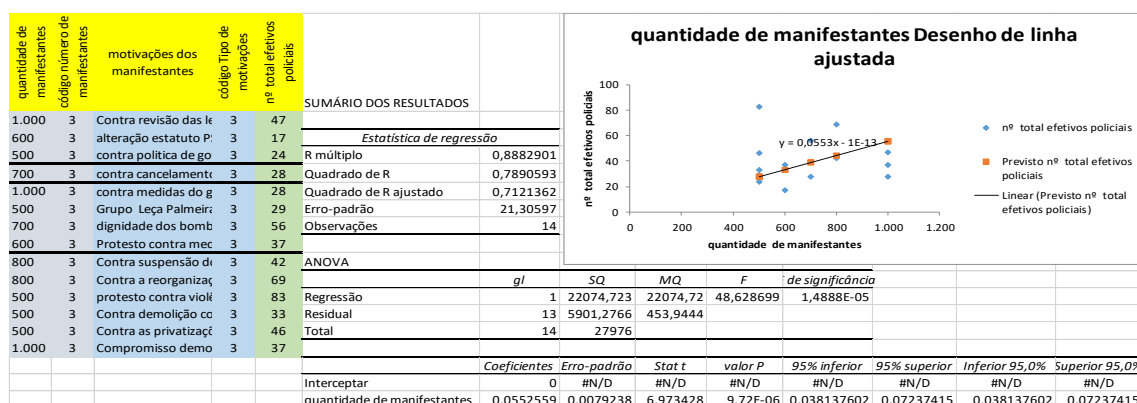 quantidade de manifestantes
código número de manifestantes
motivações dos manifestantes
código Tipo de motivações
nº total efetivos policiais
1.000 3 Contra revisão das le 3 47
600 3 alteração estatuto P 3 17
500 3 contra politica de go 3 24
700 3 contra cancelamento 3 28
1.000 3 contra medidas do g 3 28
500 3 Grupo Leça Palmeira 3 29
700 3 dignidade dos bomb 3 56
600 3 Protesto contra med 3 37
800 3 Contra suspensão de 3 42
800 3 Contra a reorganizaç 3 69
500 3 protesto contra violê 3 83
500 3 Contra demolição co 3 33
500 3 Contra as privatizaçõ 3 46
1.000 3 Compromisso demo 3 37
SUMÁRIO DOS RESULTADOS
Estatística de regressão
R múltiplo 0,8882901
Quadrado de R 0,7890593
Quadrado de R ajustado 0,7121362
Erro-padrão 21,30597
Observações 14
ANOVA
gl SQ MQ F de significância
Regressão 1 22074,723 22074,72 48,628699 1,4888E-05
Residual 13 5901,2766 453,9444
Total 14 27976
Coeficientes Erro-padrão Stat t valor P 95% inferior 95% superior Inferior 95,0% Superior 95,0%
Interceptar 0 #N/D #N/D #N/D #N/D #N/D #N/D #N/D
quantidade de manifestantes 0,0552559 0,0079238 6,973428 9,72E-06 0,038137602 0,07237415 0,038137602 0,07237415
quantidade de manifestantes Desenho de linha
ajustada
nº total efetivos policiais
100
80
60
40
20
0
y = 0,0553x - 1E-13
0 200 400 600 800 1.000 1.200
quantidade de manifestantes
nº total efetivos policiais
Previsto nº total efetivos
policiais
Linear (Previsto nº total
efetivos policiais)